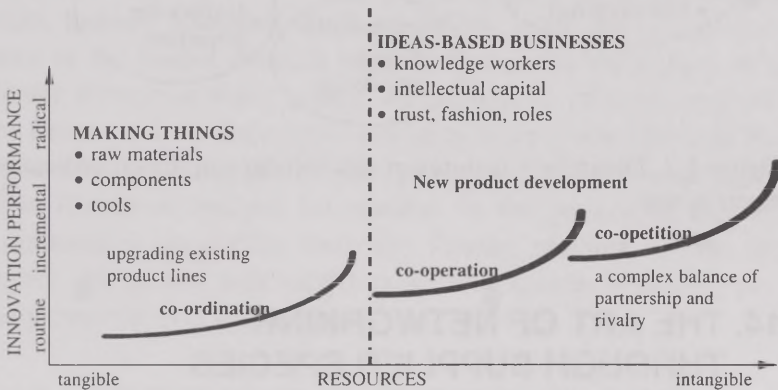 IDEAS-BASED BUSINESSES
• knowledge workers
• intellectual capital
• trust, fashion, roles
MAKING THINGS
• raw materials
• components
• tools
New product development
upgrading existing
product lines
co-ordination
co-operation
co-opetition
a complex balance of
partnership and
rivalry
INNOVATION PERFORMANCE
routine incremental radical
tangible RESOURCES intangible